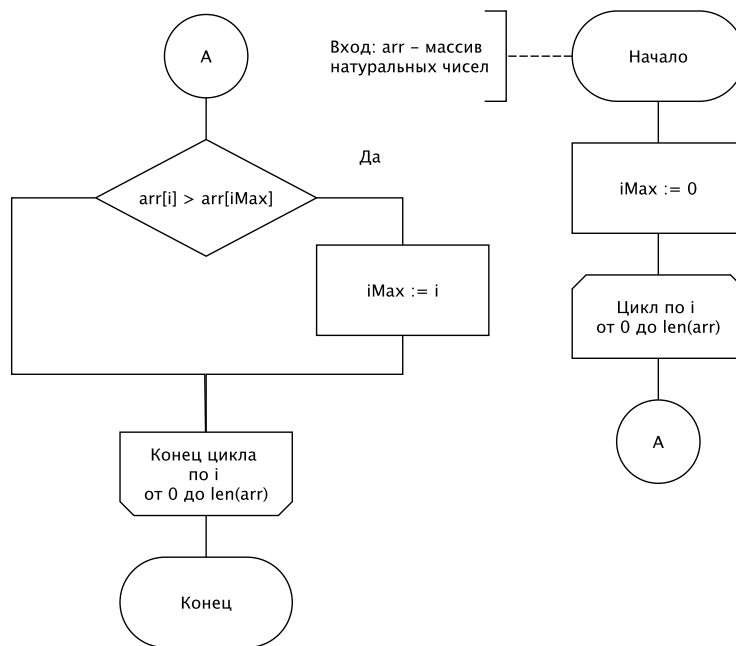 A
Да
arr[i] > arr[iMax]
iMax := i
Конец цикла
по i
от 0 до len(arr)
Конец
Вход: arr – массив
натуральных чисел
Начало
iMax := 0
Цикл по i
от 0 до len(arr)
A